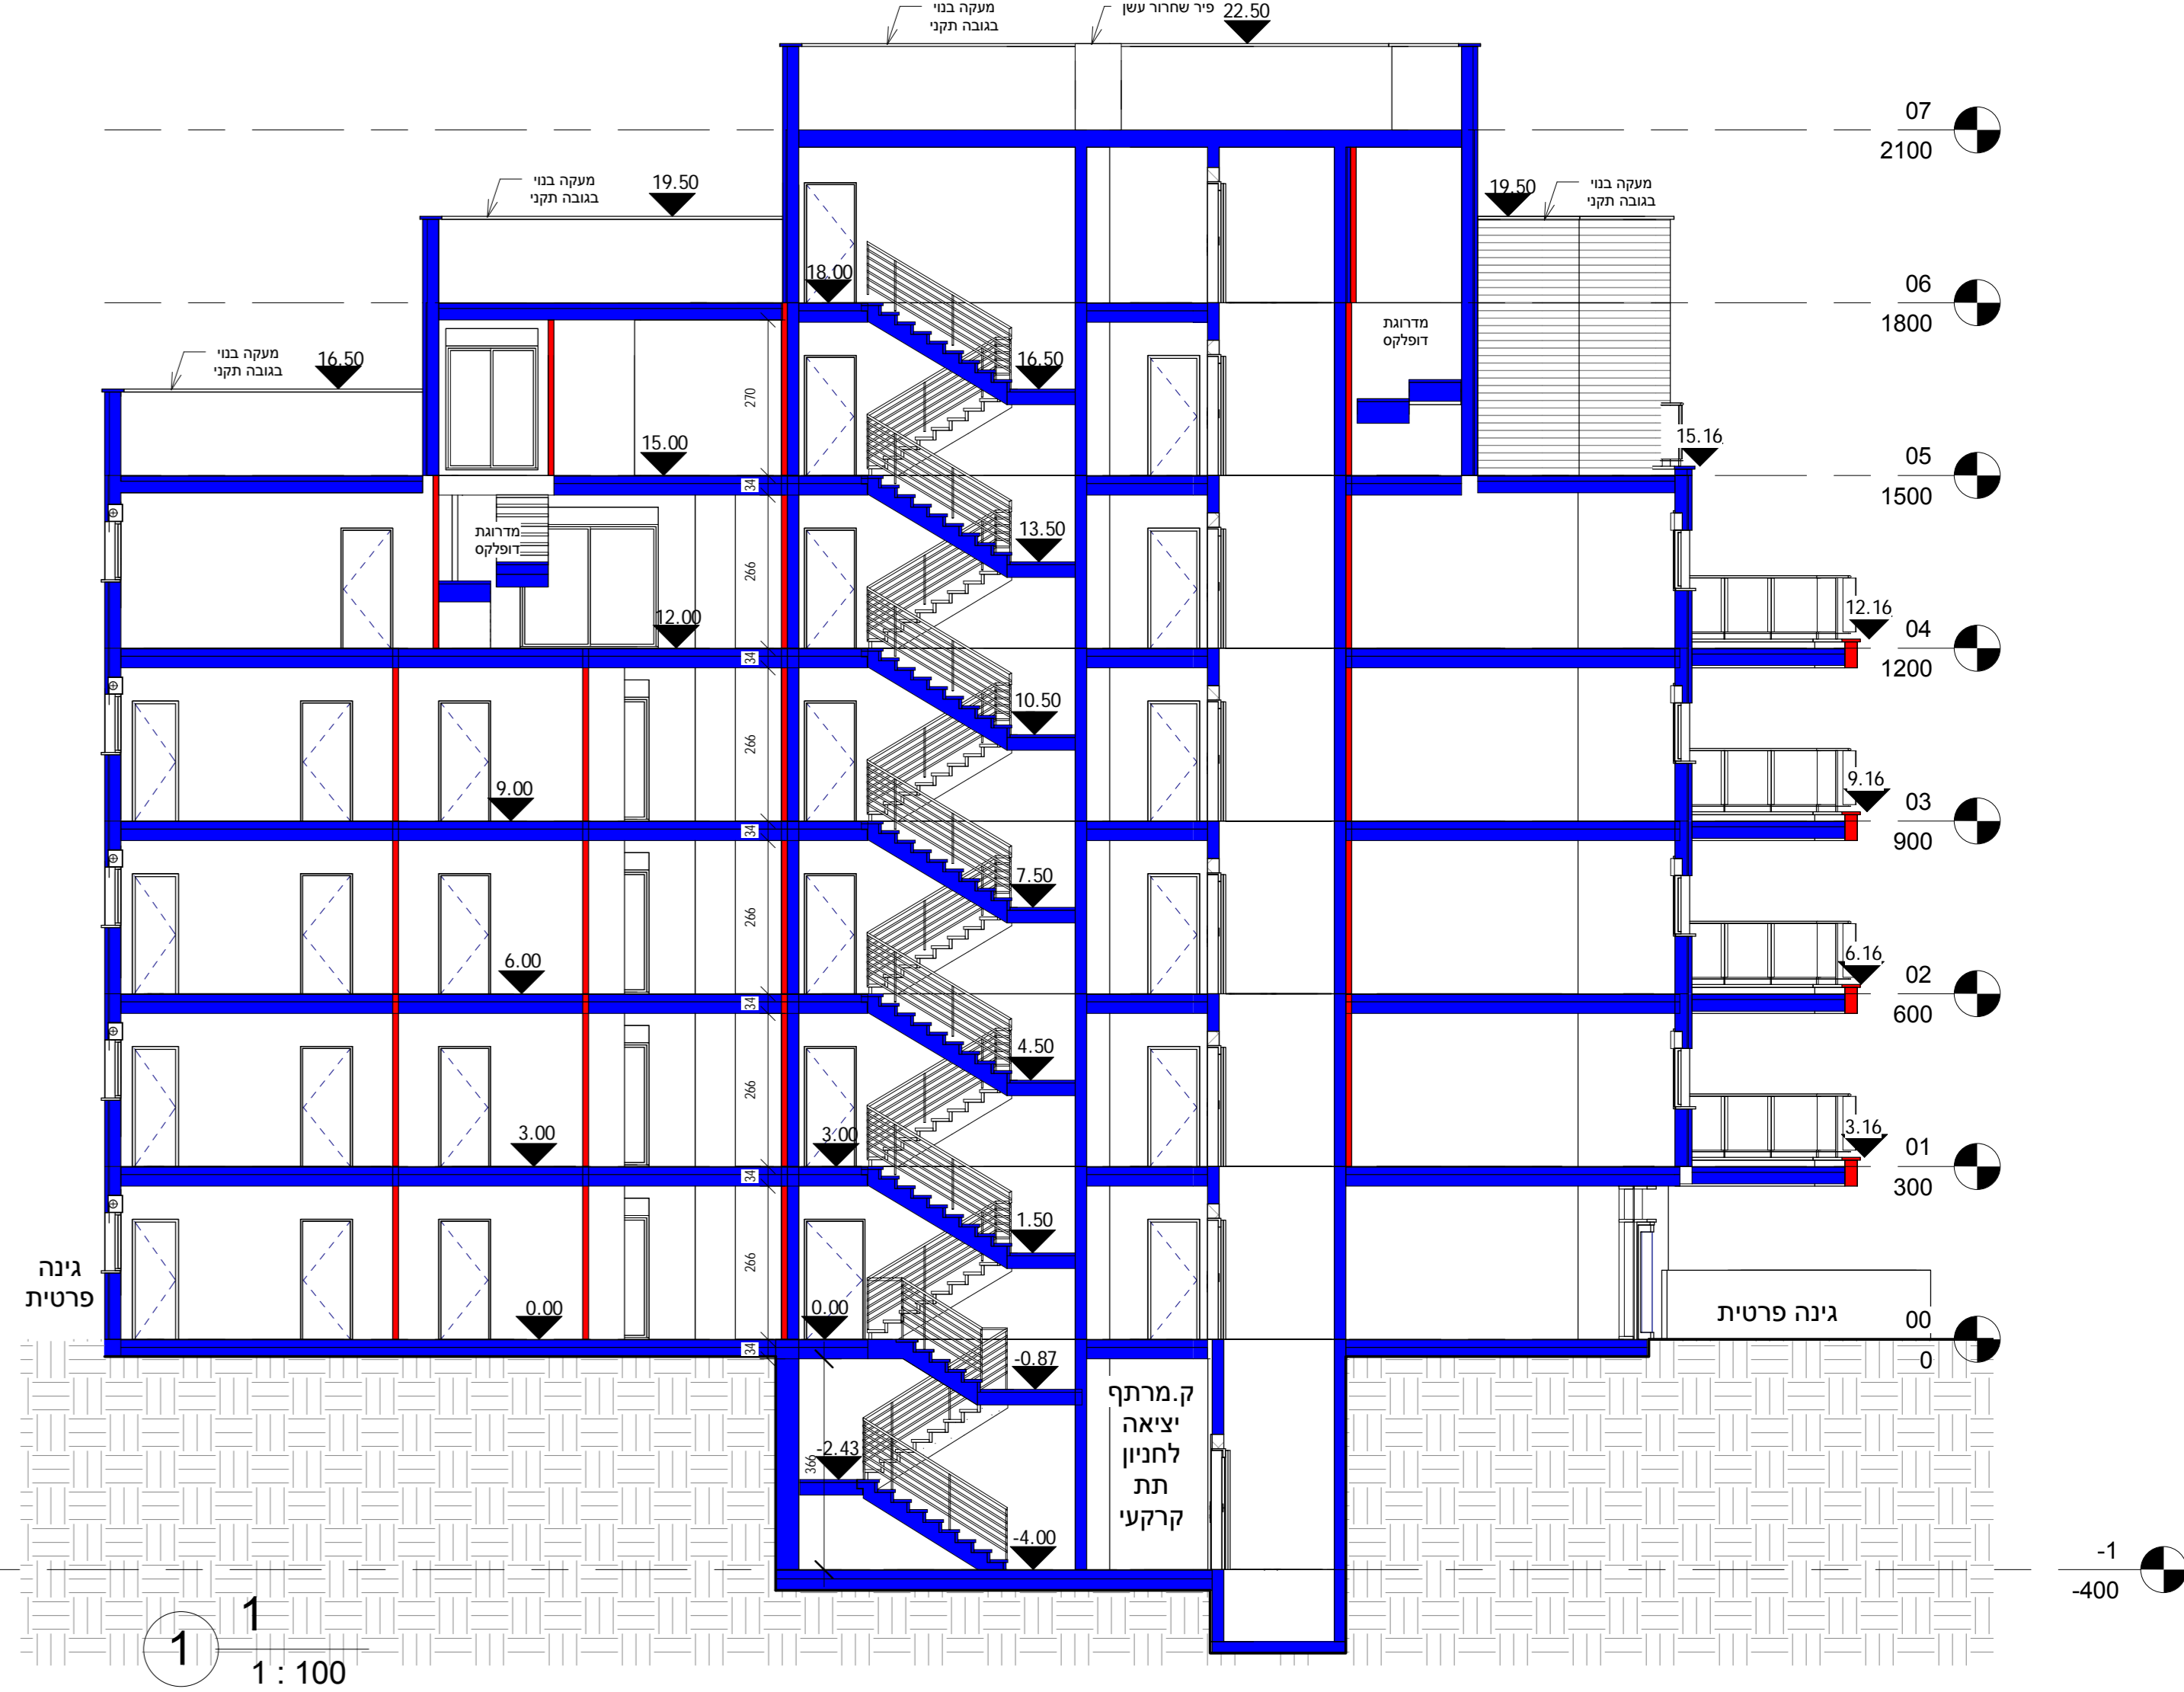 מעקה בנוי
בגובה תקני
פיר שחרור עשן
22.50
07
2100
מעקה בנוי
בגובה תקני
19.50
19.50
מעקה בנוי
בגובה תקני
18.00
06
1800
מדרוגת
דופלקס
מעקה בנוי
בגובה תקני
16.50
16.50
270
15.00
15.16
05
1500
34
מדרוגת
דופלקס
13.50
266
12.00
12.16
04
1200
34
10.50
266
9.00
9.16
03
900
34
7.50
266
6.00
6.16
02
600
34
4.50
266
3.00
3.00
3.16
01
300
34
1.50
266
גינה
פרטית
0.00
0.00
גינה פרטית
00
0
34
-0.87
ק.מרתף
יציאה
לחניון
תת
קרקעי
-2.43
366
-4.00
-1
-400
1
1
1 : 100